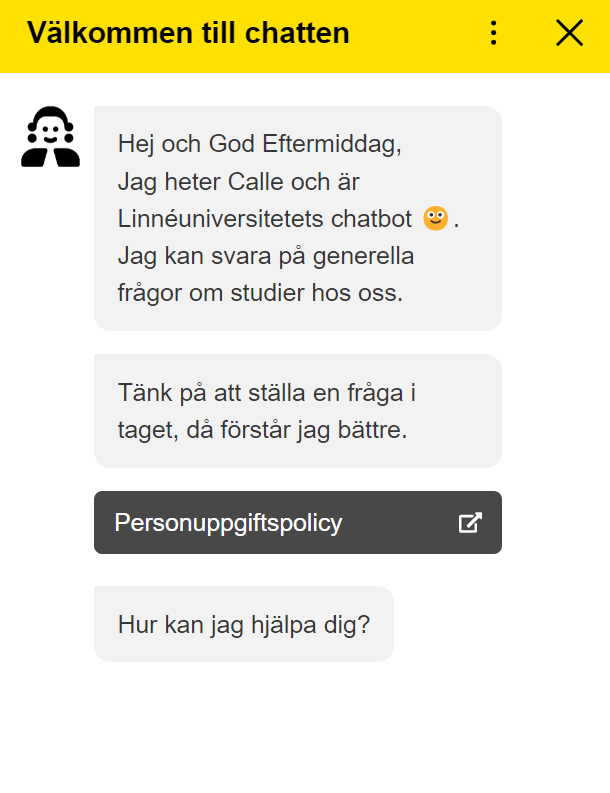 Välkommen till chatten
Hej och God Eftermiddag,
Jag heter Calle och är
Linnéuniversitetets chatbot 🙂.
Jag kan svara på generella
frågor om studier hos oss.
Tänk på att ställa en fråga i
taget, då förstår jag bättre.
Personuppgiftspolicy
Hur kan jag hjälpa dig?